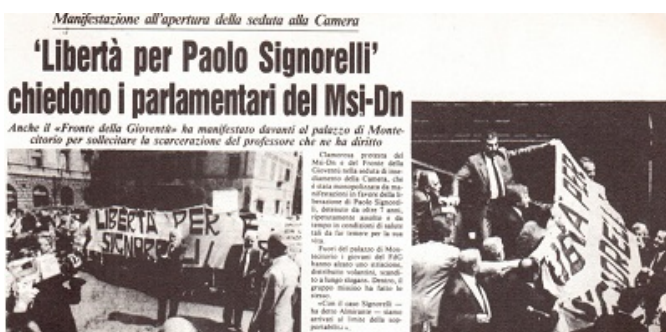 Manifestazione all'apertura della seduta alla Camera
'Libertà per Paolo Signorelli'
chiedono i parlamentari del Msi-Dn
Anche il «Fronte della Gioventù» ha manifestato davanti al palazzo di Monte-
citorio per sollecitare la scarcerazione del professore che ne ha diritto
LIBERTÀ PER
SIGNORELLI
Clamorosa protesta del
Msi-Dn e del Fronte della
Gioventù nella seduta di inse-
diamento della Camera, che
è stata monopolizzata da ma-
nifestazioni in favore della li-
berazione di Paolo Signorel-
li, detenuto da oltre 7 anni,
ripetutamente assolto e da
tempo in condizioni di salute
tali da far temere per la sua
vita.
Fuori del palazzo di Mon-
tecitorio i giovani del FdG
hanno alzato uno striscione,
distribuito volantini, scandi-
to a lungo slogans. Dentro, il
gruppo missino ha fatto lo
stesso.
«Con il caso Signorelli —
ha detto Almirante — siamo
arrivati al limite della sop-
portabilità».
PER